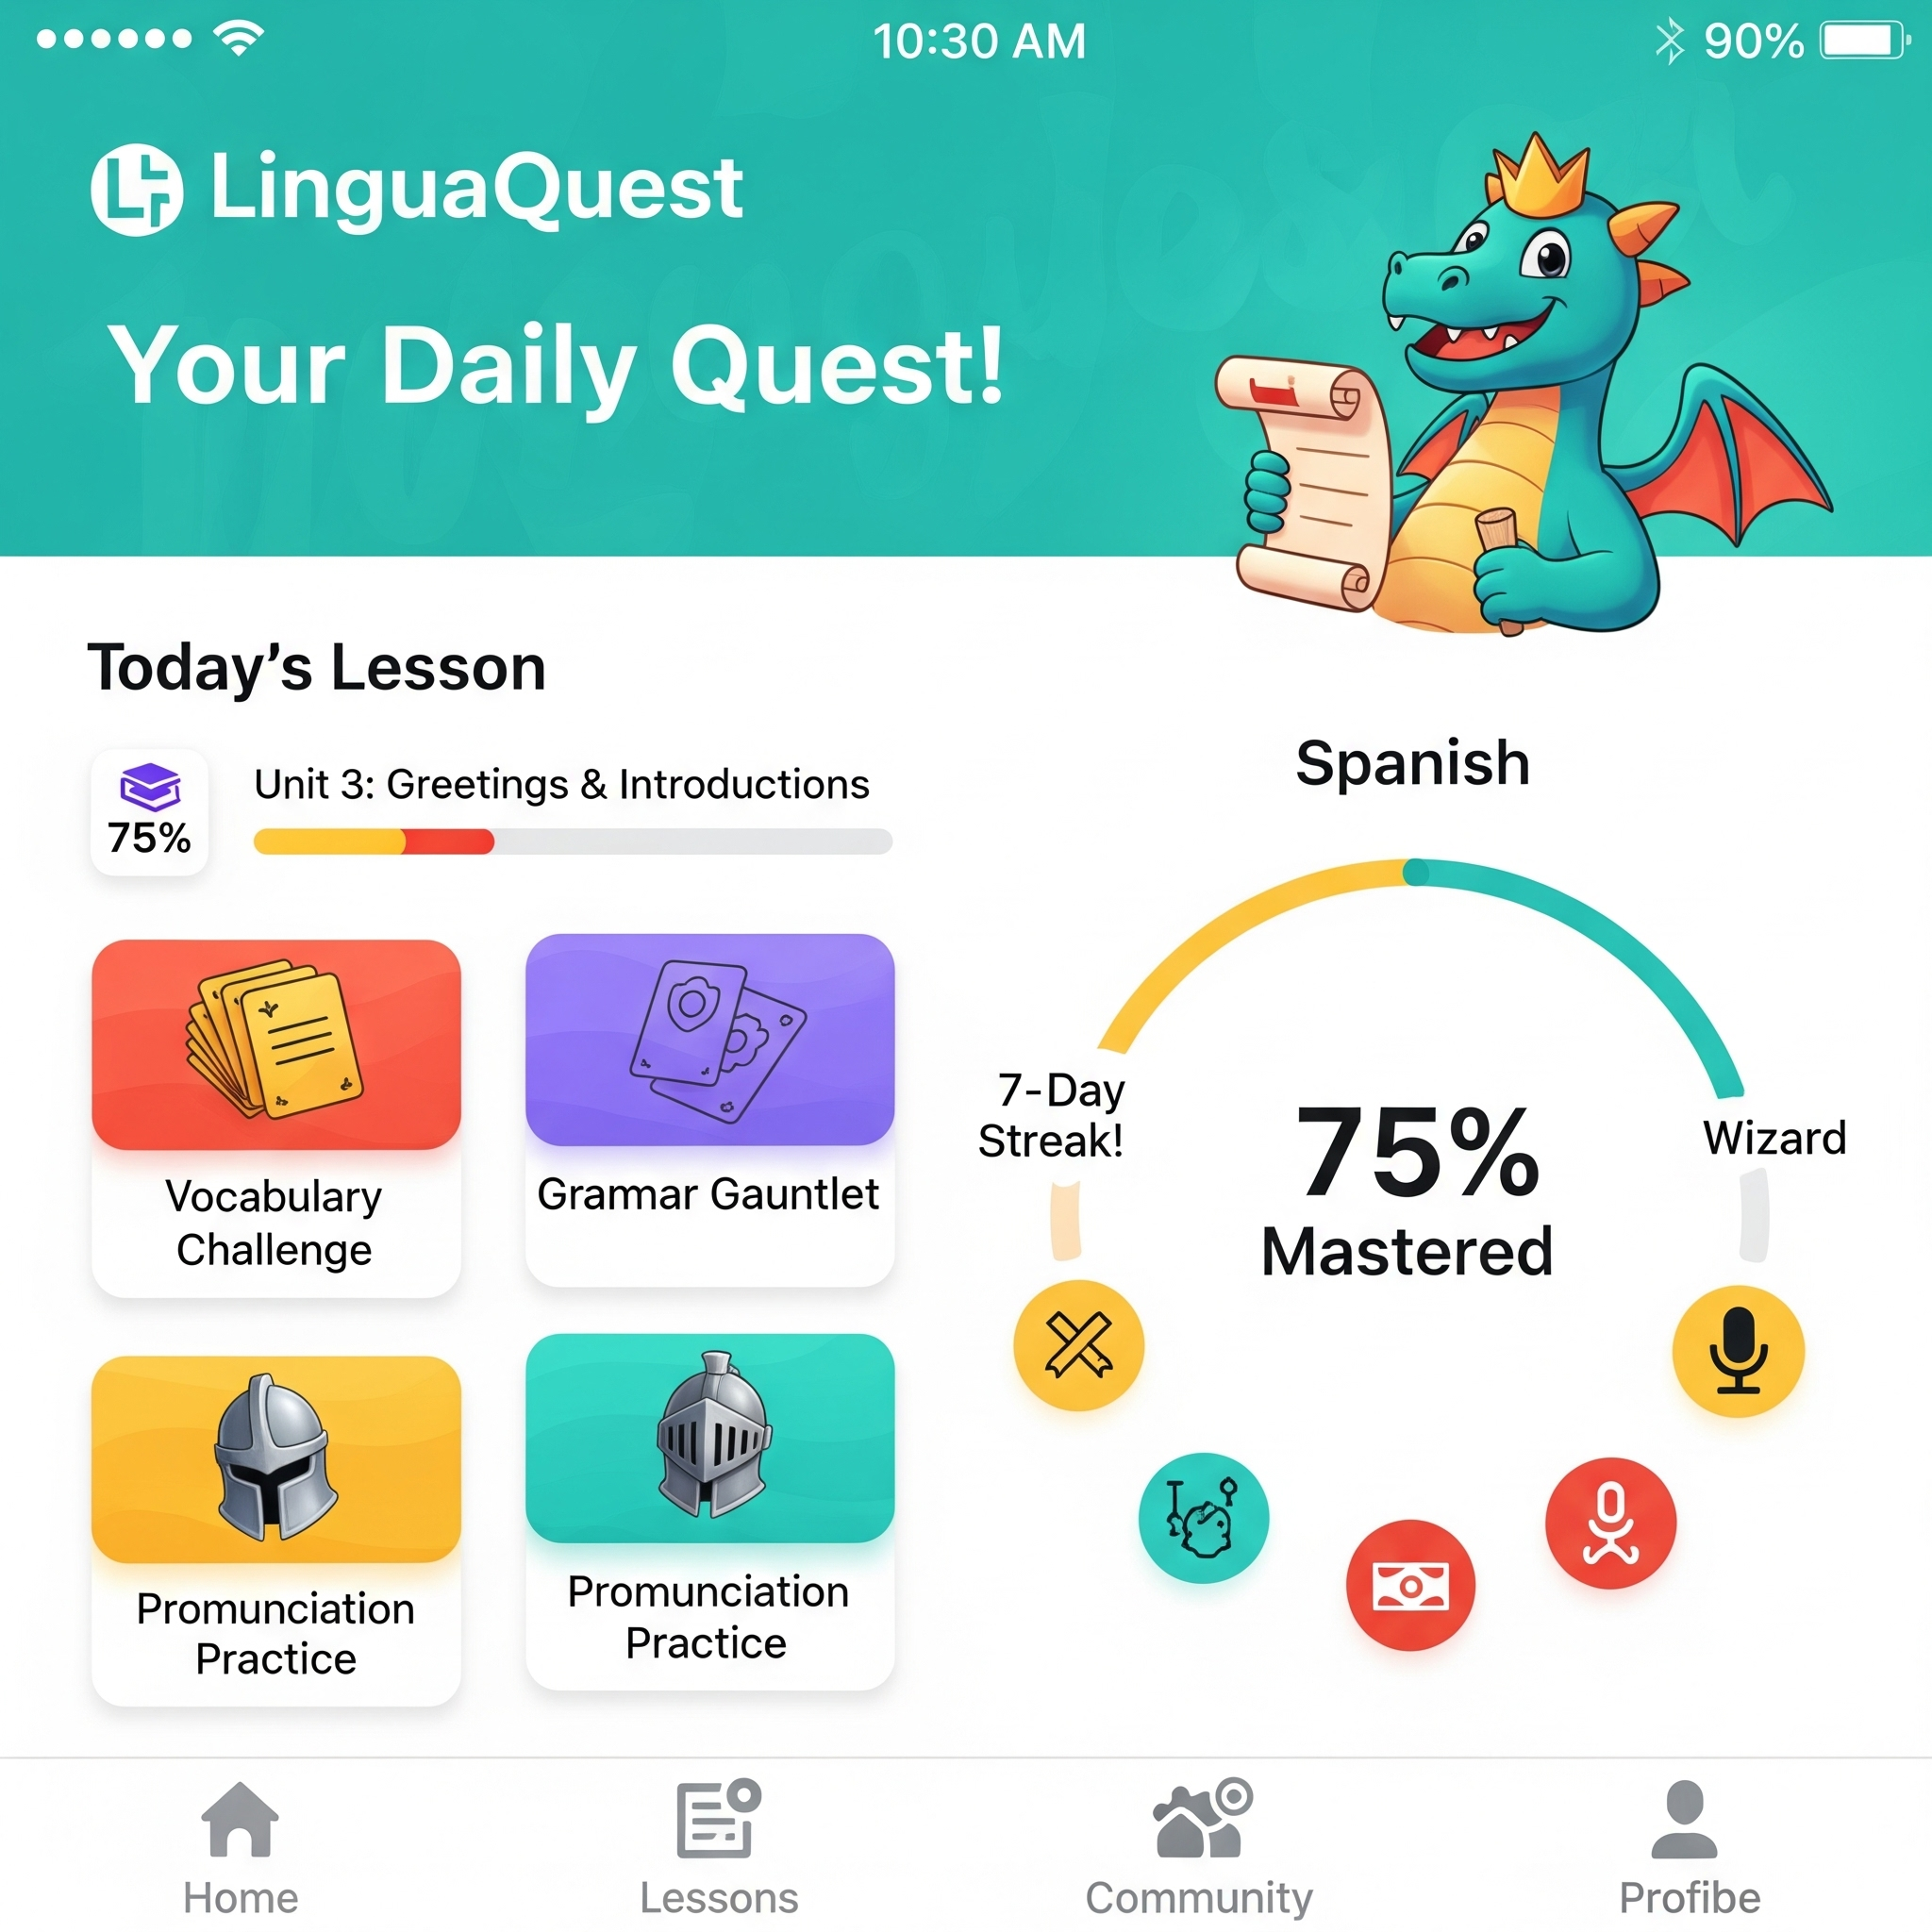 10:30 AM
90%
LinguaQuest
Your Daily Quest!
Today's Lesson
75%
Unit 3: Greetings & Introductions
Vocabulary
Challenge
Grammar Gauntlet
Promunciation
Practice
Promunciation
Practice
Spanish
7-Day
Streak!
75%
Mastered
Wizard
Home
Lessons
Community
Profibe